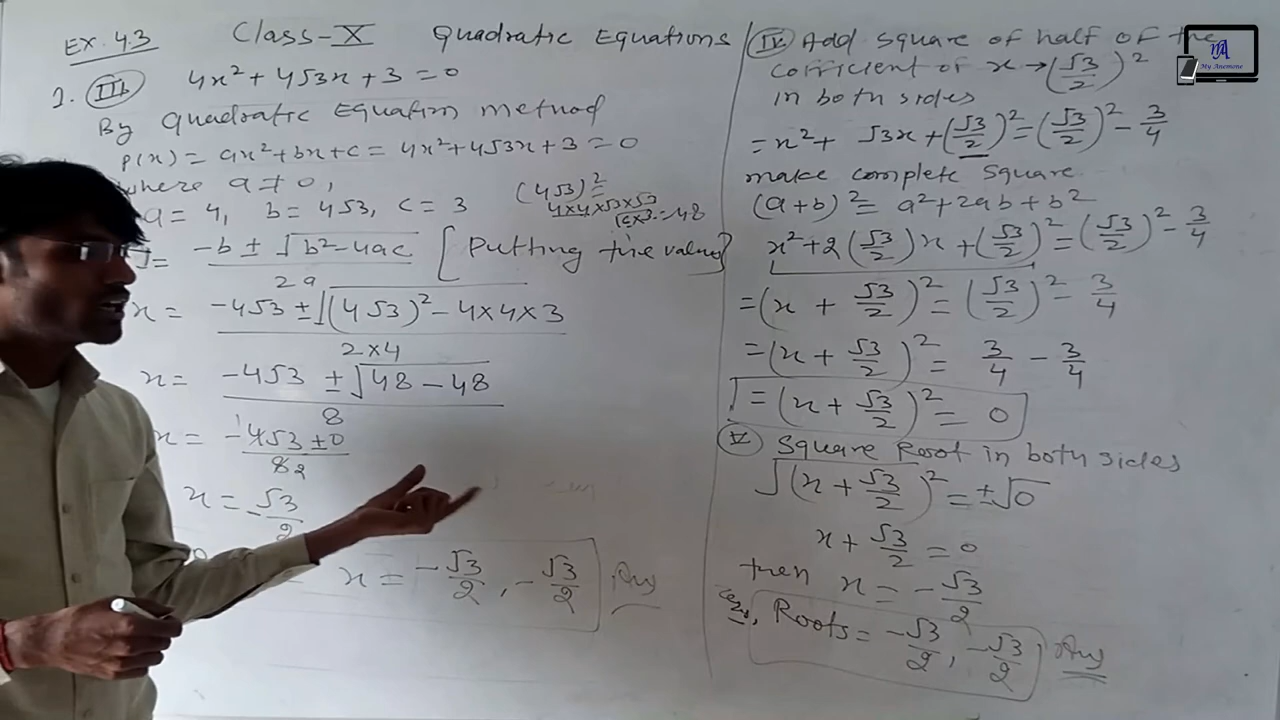 Ex. 4.3 Class-X Quadratic Equations
1. (iii) 4x² + 4√3x + 3 = 0
By Quadratic Equation method
p(x) = ax² + bx + c = 4x² + 4√3x + 3 = 0
where a ≠ 0,
a = 4, b = 4√3, c = 3
(4√3)² =
4×4×√3×√3
16×3 = 48
= -b ± √b² - 4ac / 2a [Putting the values]
x = -4√3 ± √(4√3)² - 4×4×3 / 2×4
x = -4√3 ± √48 - 48 / 8
x = -4√3 ± 0 / 8 2
x = -√3/2
x = -√3/2, -√3/2 Ans
(iv) Add square of half of the
cofficient of x → (√3/2)²
in both sides
= x² + √3x + (√3/2)² = (√3/2)² - 3/4
make complete square
(a+b)² = a² + 2ab + b²
x² + 2(√3/2)x + (√3/2)² = (√3/2)² - 3/4
= (x + √3/2)² = (√3/2)² - 3/4
= (x + √3/2)² = 3/4 - 3/4
= (x + √3/2)² = 0
(v) Square Root in both sides
√(x + √3/2)² = ±√0
x + √3/2 = 0
then x = -√3/2
Roots = -√3/2, -√3/2 Ans
MA
My Anemone